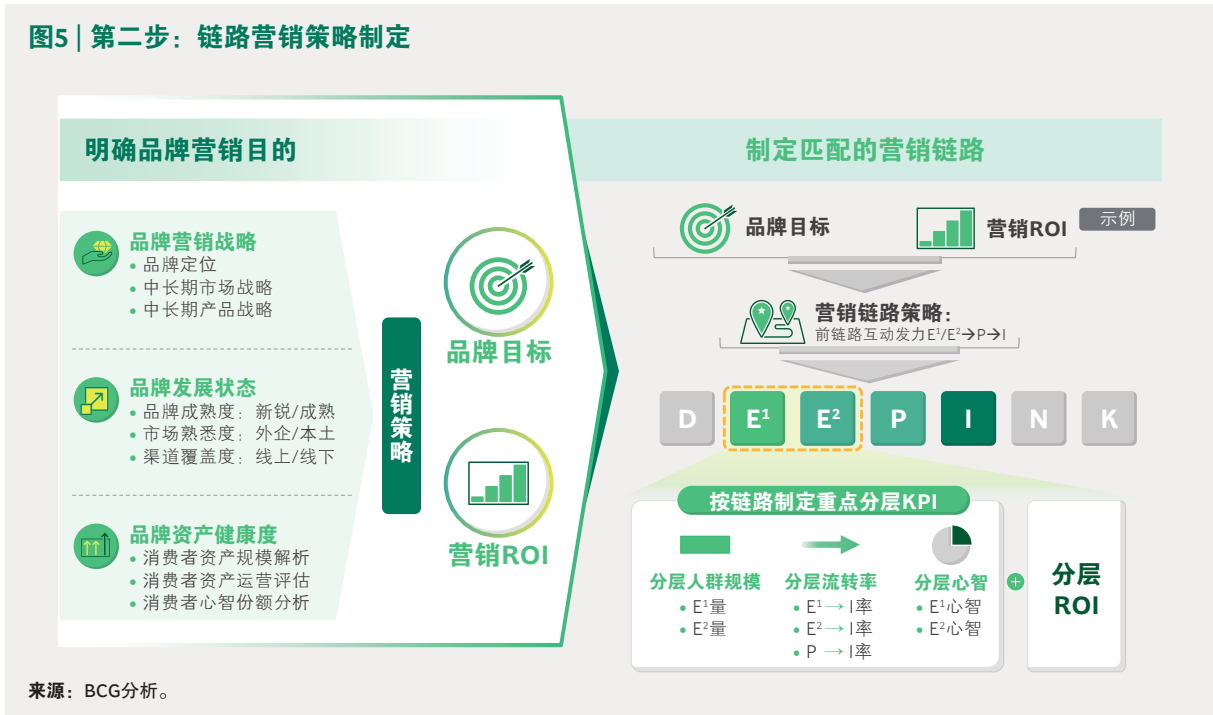 图5 | 第二步：链路营销策略制定
明确品牌营销目的
品牌营销战略
• 品牌定位
• 中长期市场战略
• 中长期产品战略
品牌发展状态
• 品牌成熟度：新锐/成熟
• 市场熟悉度：外企/本土
• 渠道覆盖度：线上/线下
品牌资产健康度
• 消费者资产规模解析
• 消费者资产运营评估
• 消费者心智份额分析
营销策略
品牌目标
营销ROI
制定匹配的营销链路
品牌目标
营销ROI
示例
营销链路策略：
前链路互动发力E¹/E²→P→I
D E¹ E² P I N K
按链路制定重点分层KPI
分层人群规模
• E¹量
• E²量
分层流转率
• E¹→I率
• E²→I率
• P →I率
分层心智
• E¹心智
• E²心智
+
分层
ROI
来源：BCG分析。